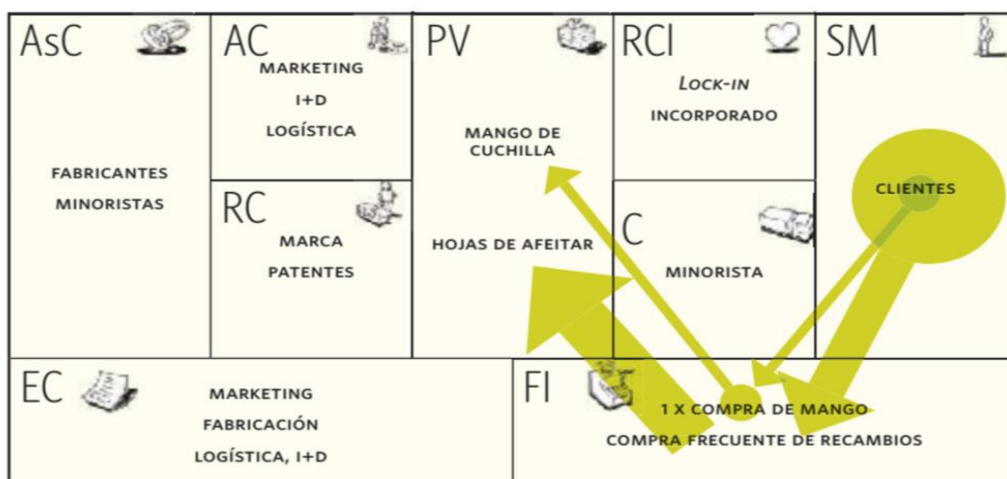 AsC
FABRICANTES
MINORISTAS
AC
MARKETING
I+D
LOGÍSTICA
RC
MARCA
PATENTES
PV
MANGO DE
CUCHILLA
HOJAS DE AFEITAR
RCl
LOCK-IN
INCORPORADO
C
MINORISTA
SM
CLIENTES
EC
MARKETING
FABRICACIÓN
LOGÍSTICA, I+D
FI
1 X COMPRA DE MANGO
COMPRA FRECUENTE DE RECAMBIOS